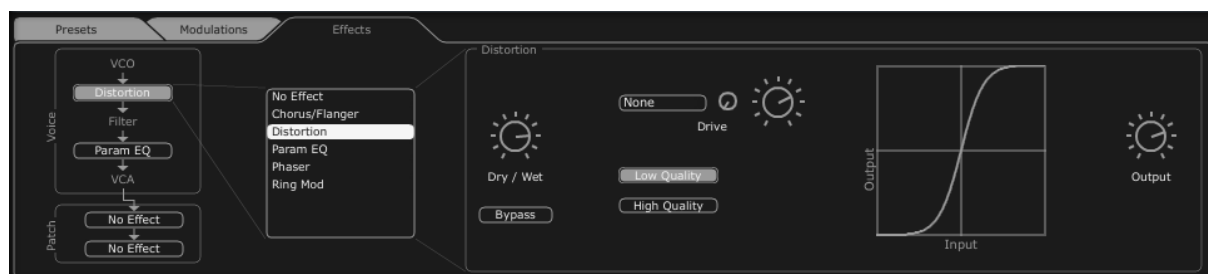 Presets
Modulations
Effects
VCO
Distortion
Filter
Param EQ
VCA
Voice
No Effect
No Effect
Patch
No Effect
Chorus/Flanger
Distortion
Param EQ
Phaser
Ring Mod
Distortion
Dry / Wet
Bypass
None
Drive
Low Quality
High Quality
Output
Input
Output